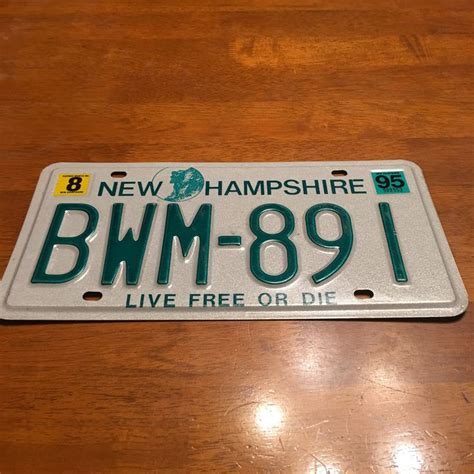 8 NEW HAMPSHIRE 95
BWM-891
LIVE FREE OR DIE